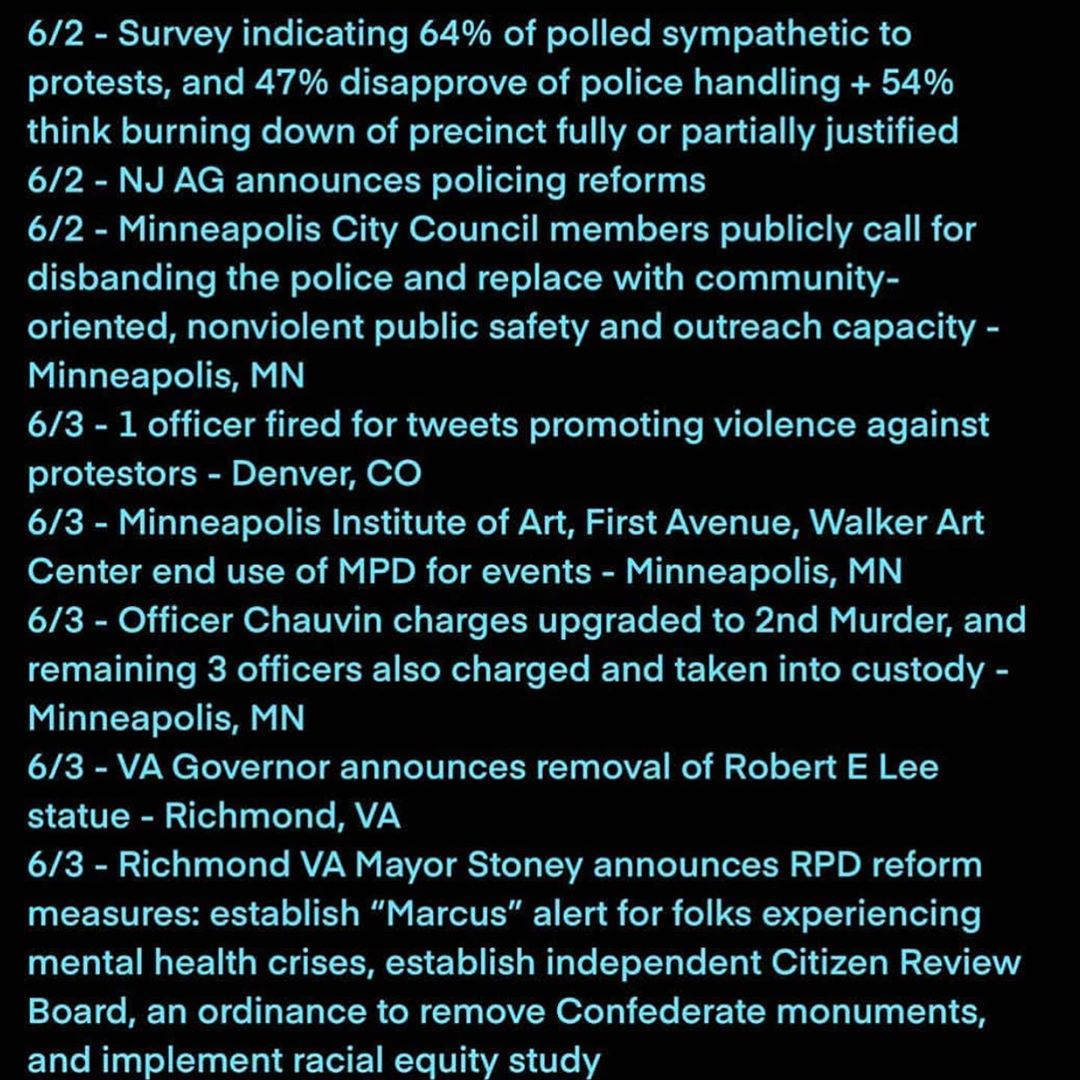 6/2 - Survey indicating 64% of polled sympathetic to
protests, and 47% disapprove of police handling + 54%
think burning down of precinct fully or partially justified
6/2 - NJ AG announces policing reforms
6/2 - Minneapolis City Council members publicly call for
disbanding the police and replace with community-
oriented, nonviolent public safety and outreach capacity -
Minneapolis, MN
6/3 - 1 officer fired for tweets promoting violence against
protestors - Denver, CO
6/3 - Minneapolis Institute of Art, First Avenue, Walker Art
Center end use of MPD for events - Minneapolis, MN
6/3 - Officer Chauvin charges upgraded to 2nd Murder, and
remaining 3 officers also charged and taken into custody -
Minneapolis, MN
6/3 - VA Governor announces removal of Robert E Lee
statue - Richmond, VA
6/3 - Richmond VA Mayor Stoney announces RPD reform
measures: establish “Marcus” alert for folks experiencing
mental health crises, establish independent Citizen Review
Board, an ordinance to remove Confederate monuments,
and implement racial equity study